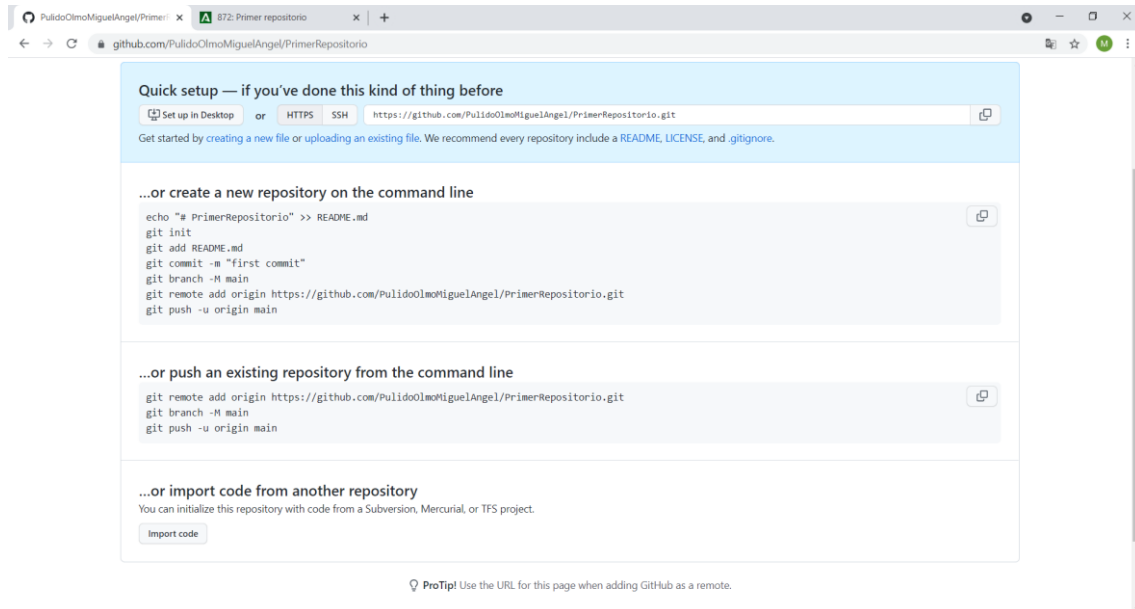 PulidoOlmoMiguelAngel/Primer
872: Primer repositorio
github.com/PulidoOlmoMiguelAngel/PrimerRepositorio
M
Quick setup — if you've done this kind of thing before
Set up in Desktop or HTTPS SSH https://github.com/PulidoOlmoMiguelAngel/PrimerRepositorio.git
Get started by creating a new file or uploading an existing file. We recommend every repository include a README, LICENSE, and .gitignore.
...or create a new repository on the command line
echo "# PrimerRepositorio" >> README.md
git init
git add README.md
git commit -m "first commit"
git branch -M main
git remote add origin https://github.com/PulidoOlmoMiguelAngel/PrimerRepositorio.git
git push -u origin main
...or push an existing repository from the command line
git remote add origin https://github.com/PulidoOlmoMiguelAngel/PrimerRepositorio.git
git branch -M main
git push -u origin main
...or import code from another repository
You can initialize this repository with code from a Subversion, Mercurial, or TFS project.
Import code
ProTip! Use the URL for this page when adding GitHub as a remote.